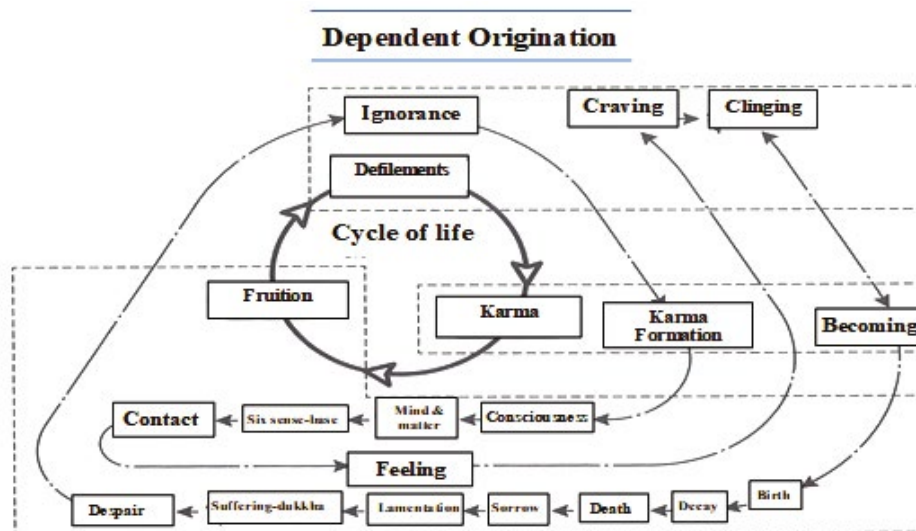 Dependent Origination
Ignorance
Craving
Clinging
Defilements
Cycle of life
Fruition
Karma
Karma
Formation
Becoming
Contact
Six sense-base
Mind &
matter
Consciousness
Feeling
Despair
Suffering-dukkha
Lamentation
Sorrow
Death
Decay
Birth